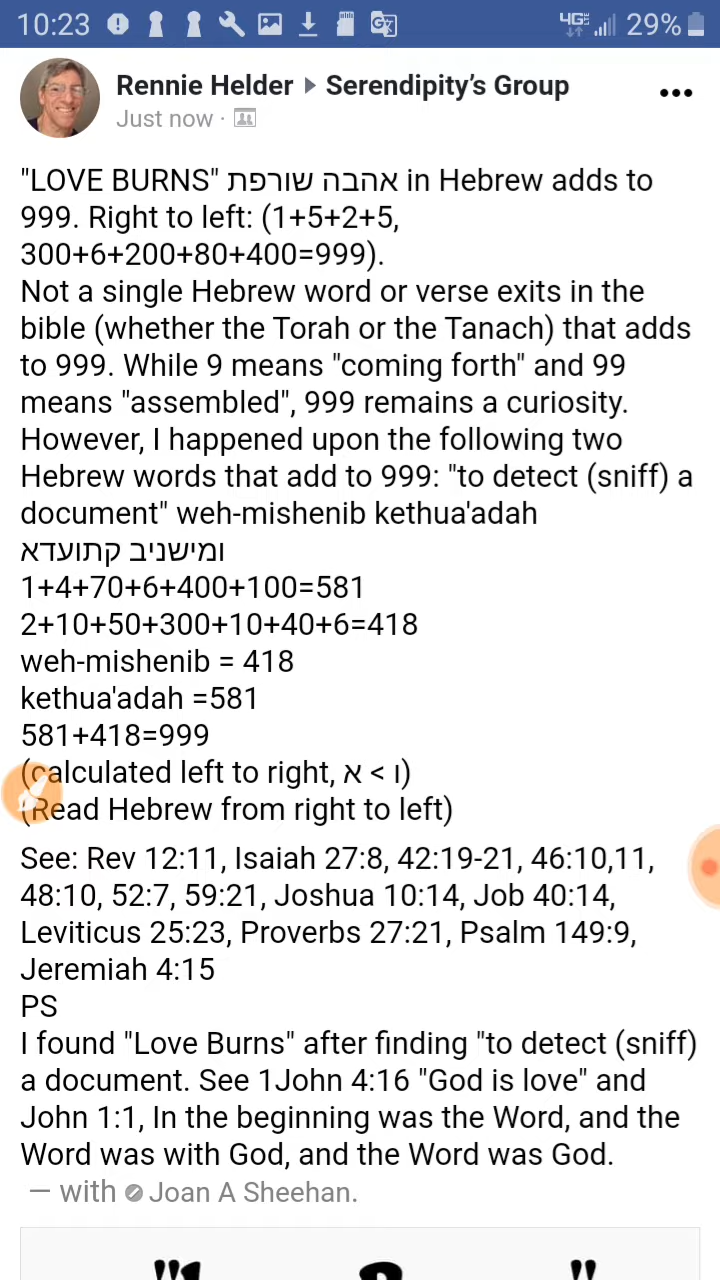 10:23 4GE 29%
Rennie Helder ▸ Serendipity's Group
Just now ·
"LOVE BURNS" אהבה שורפת in Hebrew adds to
999. Right to left: (1+5+2+5,
300+6+200+80+400=999).
Not a single Hebrew word or verse exits in the
bible (whether the Torah or the Tanach) that adds
to 999. While 9 means "coming forth" and 99
means "assembled", 999 remains a curiosity.
However, I happened upon the following two
Hebrew words that add to 999: "to detect (sniff) a
document" weh-mishenib kethua'adah
ומישניב קתועדא
1+4+70+6+400+100=581
2+10+50+300+10+40+6=418
weh-mishenib = 418
kethua'adah =581
581+418=999
(calculated left to right, ו > א)
(Read Hebrew from right to left)
See: Rev 12:11, Isaiah 27:8, 42:19-21, 46:10,11,
48:10, 52:7, 59:21, Joshua 10:14, Job 40:14,
Leviticus 25:23, Proverbs 27:21, Psalm 149:9,
Jeremiah 4:15
PS
I found "Love Burns" after finding "to detect (sniff)
a document. See 1John 4:16 "God is love" and
John 1:1, In the beginning was the Word, and the
Word was with God, and the Word was God.
— with Joan A Sheehan.